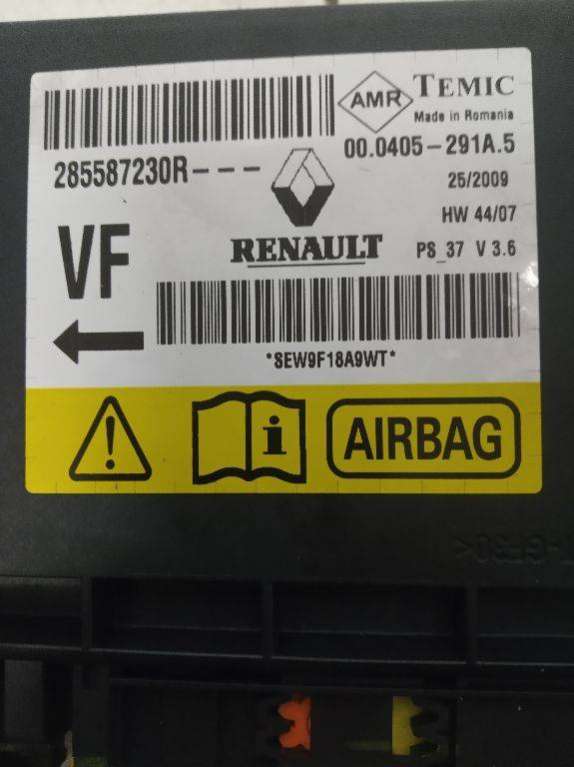 AMR TEMIC
Made in Romania
285587230R---
00.0405-291A.5
25/2009
HW 44/07
VF
RENAULT
PS_37 V 3.6
*SEW9F18A9WT*
i
AIRBAG